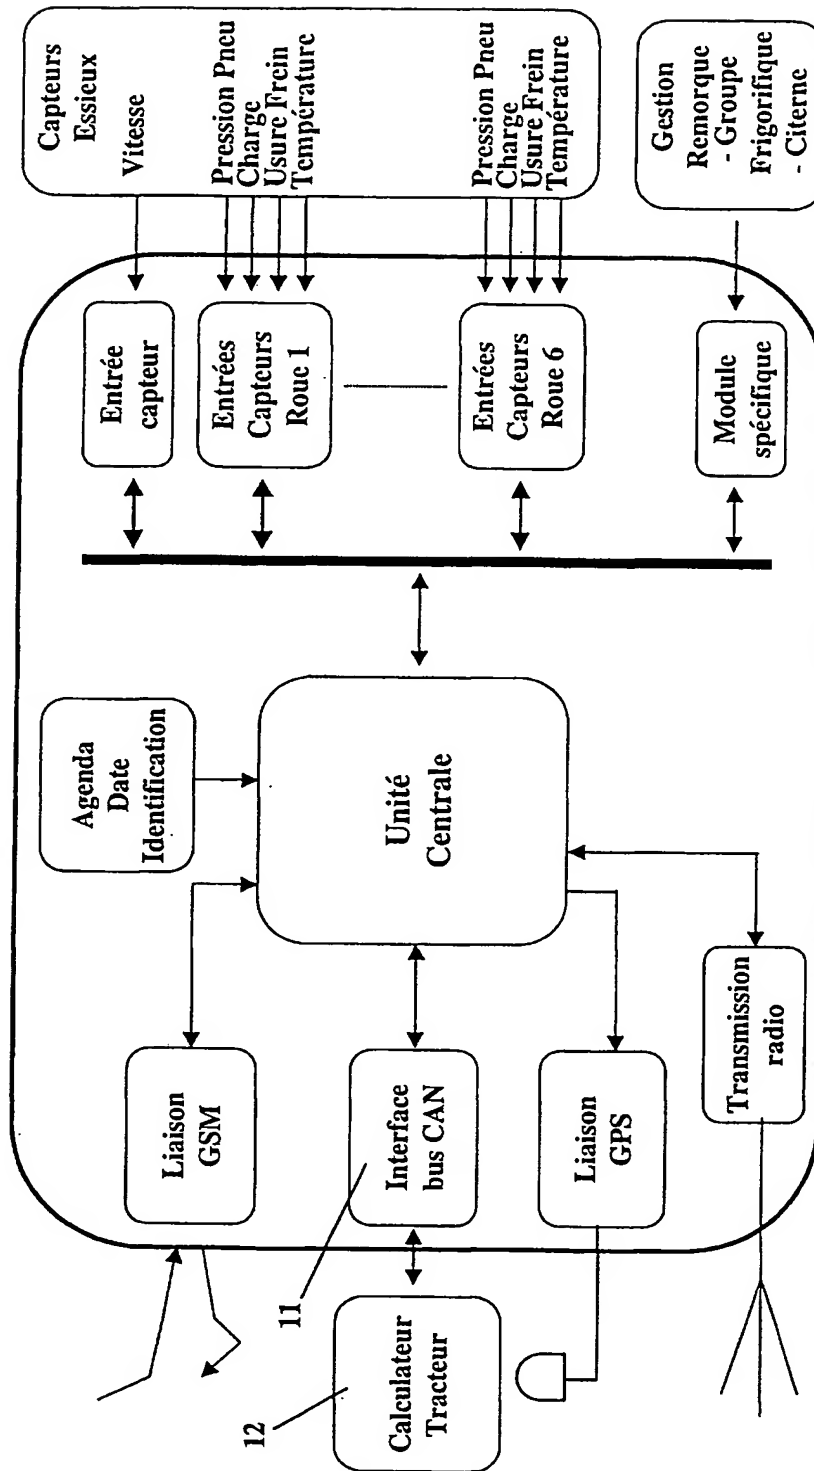 Capteurs
Essieux
Vitesse
Pression Pneu
Charge
Usure Frein
Température
Pression Pneu
Charge
Usure Frein
Température
Gestion
Remorque
- Groupe
Frigorifique
- Citerne
Entrée
capteur
Entrées
Capteurs
Roue 1
Entrées
Capteurs
Roue 6
Module
spécifique
Agenda
Date
Identification
Unité
Centrale
Liaison
GSM
Interface
bus CAN
Liaison
GPS
Transmission
radio
11
12
Calculateur
Tracteur